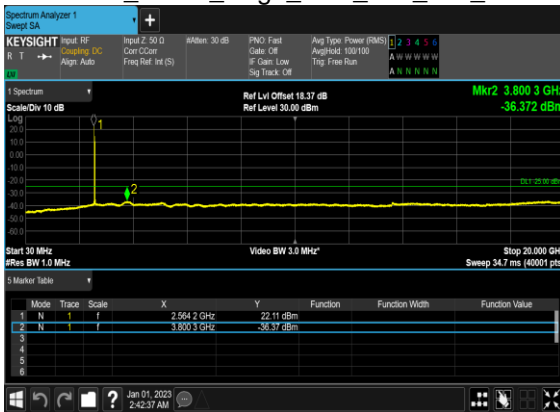 Spectrum Analyzer 1
Swept SA
+
KEYSIGHT
R T
Input: RF
Coupling: DC
Align: Auto
Input Z: 50 Ω
Corr CCorr
Freq Ref: Int (S)
#Atten: 30 dB
PNO: Fast
Gate: Off
IF Gain: Low
Sig Track: Off
Avg Type: Power (RMS)
Avg|Hold: 100/100
Trig: Free Run
1 2 3 4 5 6
A W W W W W
A N N N N N
1 Spectrum
Scale/Div 10 dB
Ref Lvl Offset 18.37 dB
Ref Level 30.00 dBm
Mkr2 3.800 3 GHz
-36.372 dBm
Log
20.0
10.0
0.00
-10.0
-20.0
-30.0
-40.0
-50.0
-60.0
1
2
DL1 -25.00 dBm
Start 30 MHz
#Res BW 1.0 MHz
Video BW 3.0 MHz*
Stop 20.000 GH
Sweep 34.7 ms (40001 pts
5 Marker Table
Mode Trace Scale X Y Function Function Width Function Value
1 N 1 f 2.564 2 GHz 22.11 dBm
2 N 1 f 3.800 3 GHz -36.37 dBm
3
4
5
6
?
Jan 01, 2023
2:42:37 AM